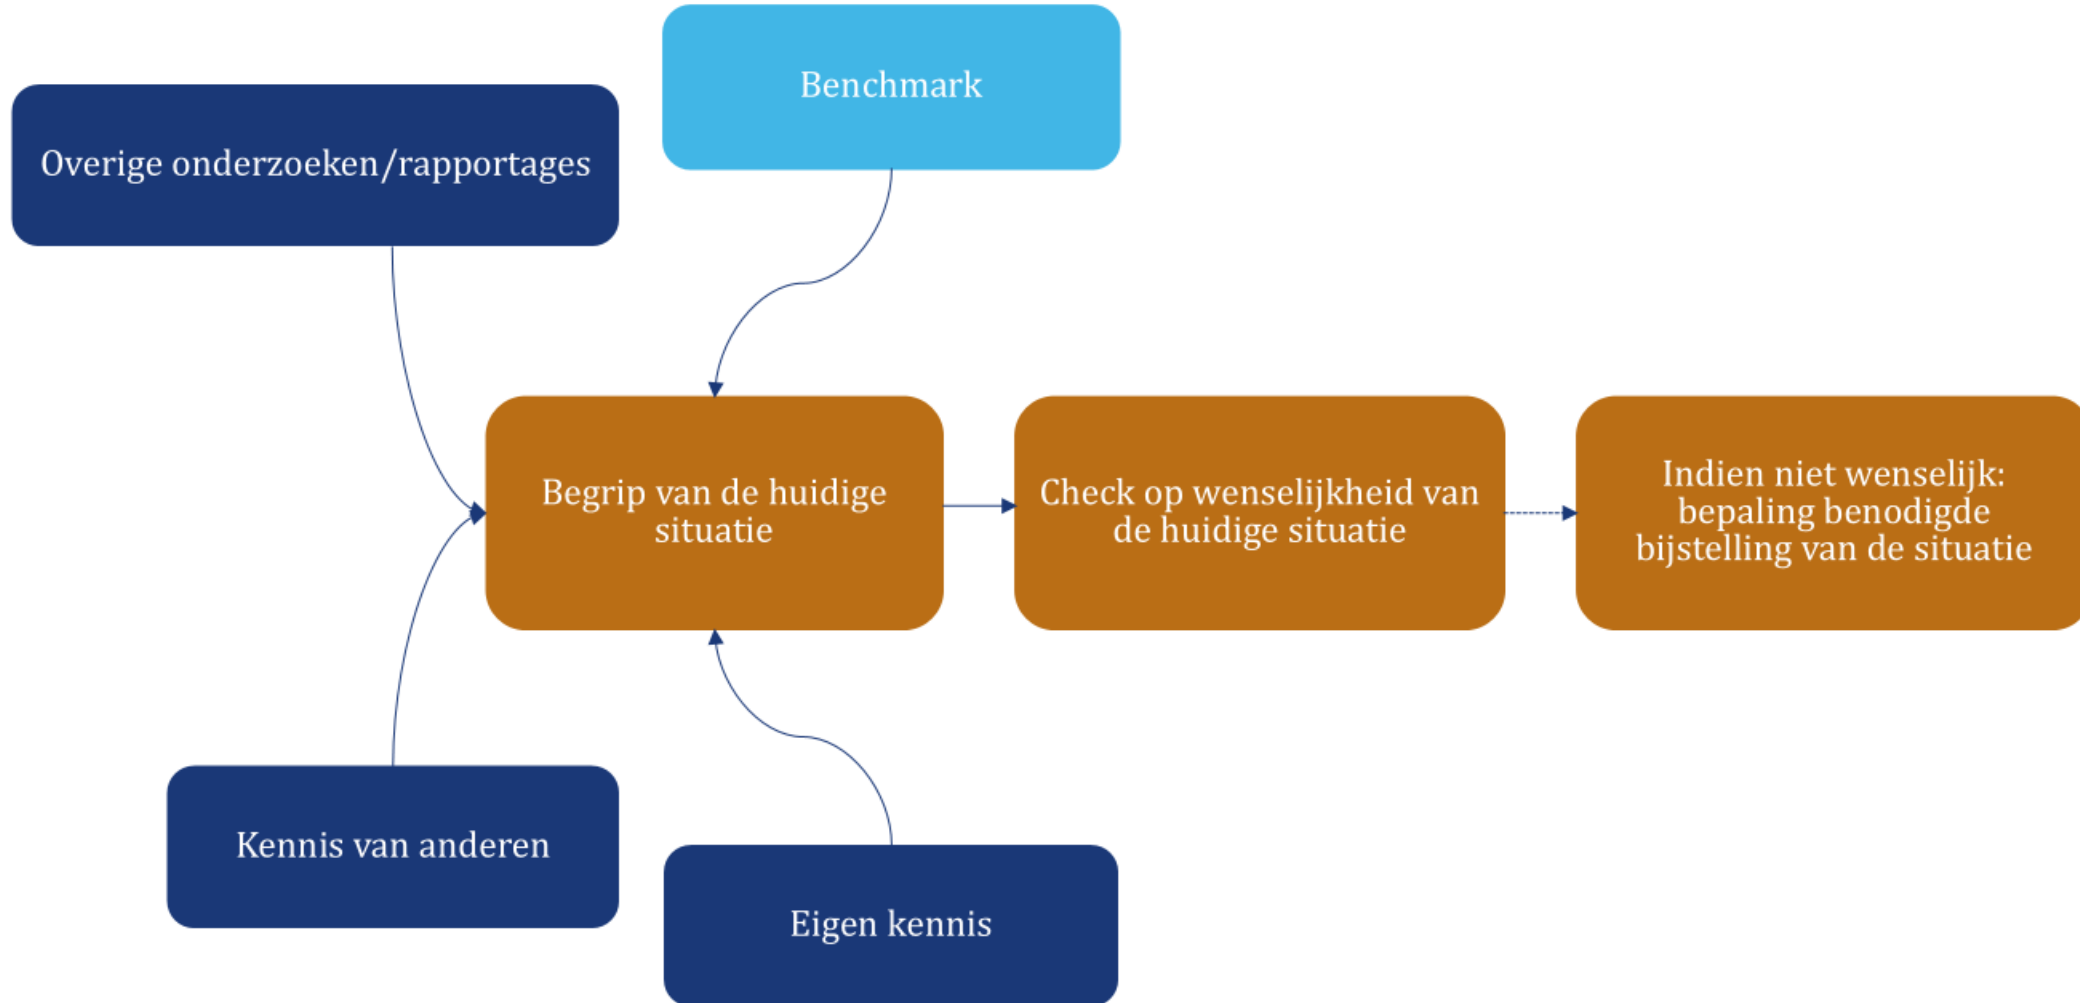 Benchmark
Overige onderzoeken/rapportages
Begrip van de huidige
situatie
Check op wenselijkheid van
de huidige situatie
Indien niet wenselijk:
bepaling benodigde
bijstelling van de situatie
Kennis van anderen
Eigen kennis